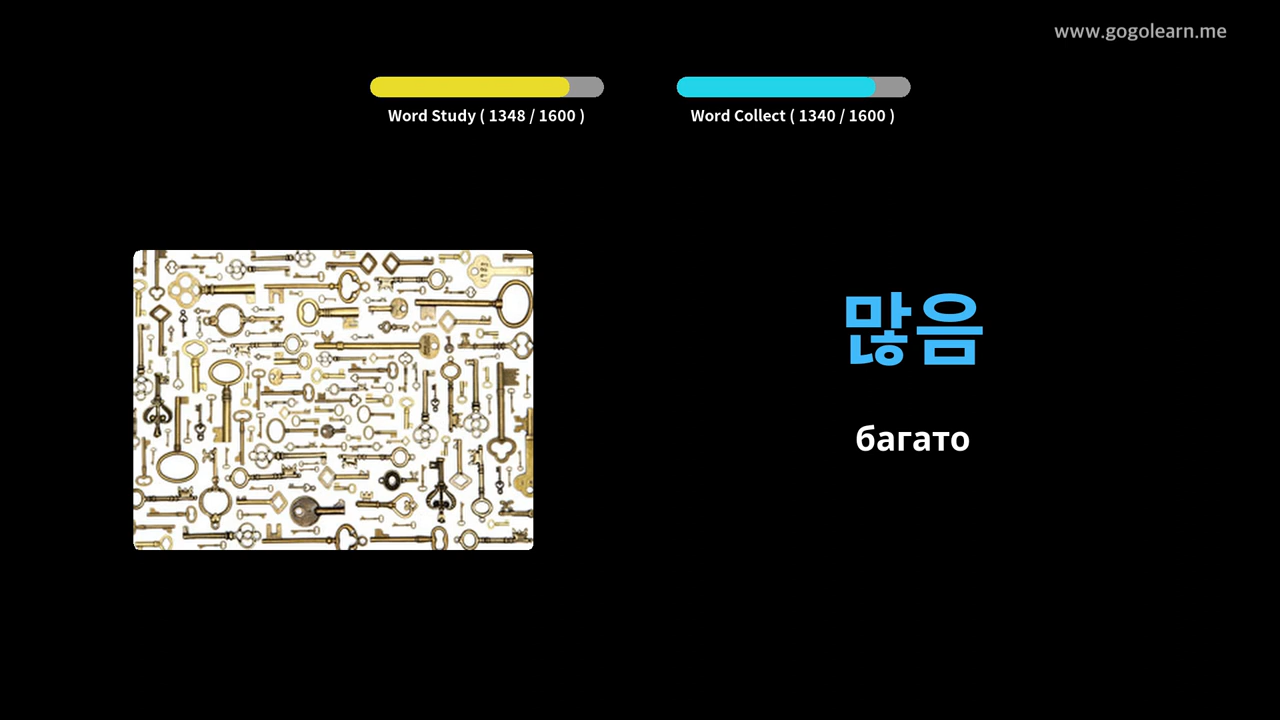 www.gogolearn.me
Word Study ( 1348 / 1600 )
Word Collect ( 1340 / 1600 )
많음
багато